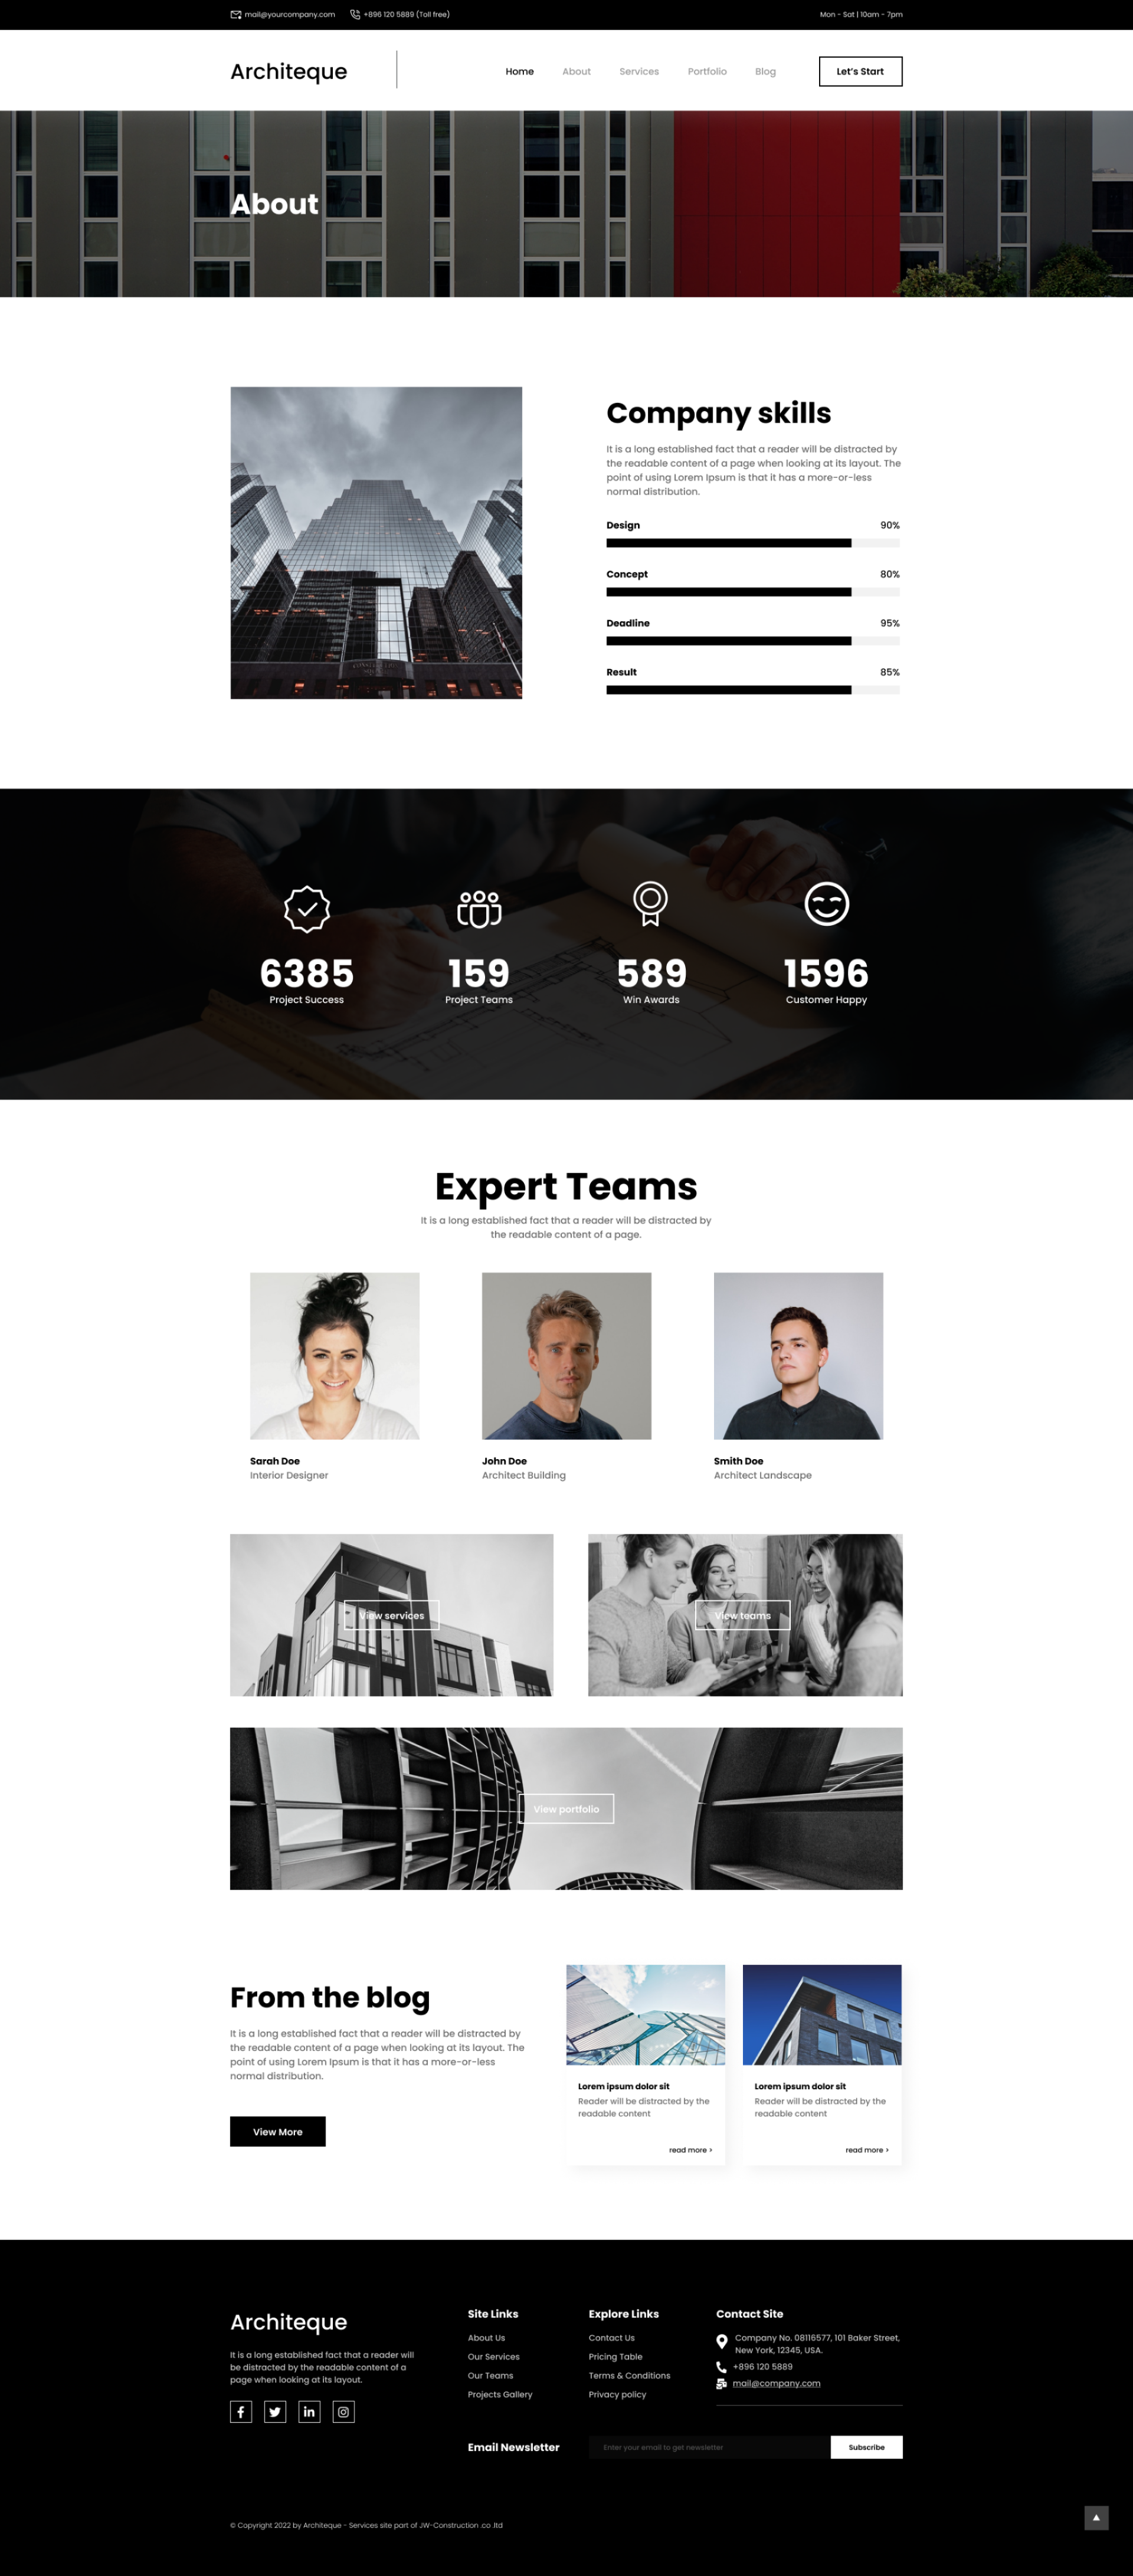 mail@yourcompany.com
+896 120 5889 (Toll free)
Mon - Sat | 10am - 7pm
Architeque
Home
About
Services
Portfolio
Blog
Let's Start
About
Company skills
It is a long established fact that a reader will be distracted by
the readable content of a page when looking at its layout. The
point of using Lorem Ipsum is that it has a more-or-less
normal distribution.
Design 90%
Concept 80%
Deadline 95%
Result 85%
6385
Project Success
159
Project Teams
589
Win Awards
1596
Customer Happy
Expert Teams
It is a long established fact that a reader will be distracted by
the readable content of a page.
Sarah Doe
Interior Designer
John Doe
Architect Building
Smith Doe
Architect Landscape
View services
View teams
View portfolio
From the blog
It is a long established fact that a reader will be distracted by
the readable content of a page when looking at its layout. The
point of using Lorem Ipsum is that it has a more-or-less
normal distribution.
View More
Lorem ipsum dolor sit
Reader will be distracted by the
readable content
read more >
Lorem ipsum dolor sit
Reader will be distracted by the
readable content
read more >
Architeque
It is a long established fact that a reader will
be distracted by the readable content of a
page when looking at its layout.
Site Links
About Us
Our Services
Our Teams
Projects Gallery
Explore Links
Contact Us
Pricing Table
Terms & Conditions
Privacy policy
Contact Site
Company No. 08116577, 101 Baker Street,
New York, 12345, USA.
+896 120 5889
mail@company.com
Email Newsletter
Enter your email to get newsletter
Subscribe
© Copyright 2022 by Architeque - Services site part of JW-Construction .co .ltd